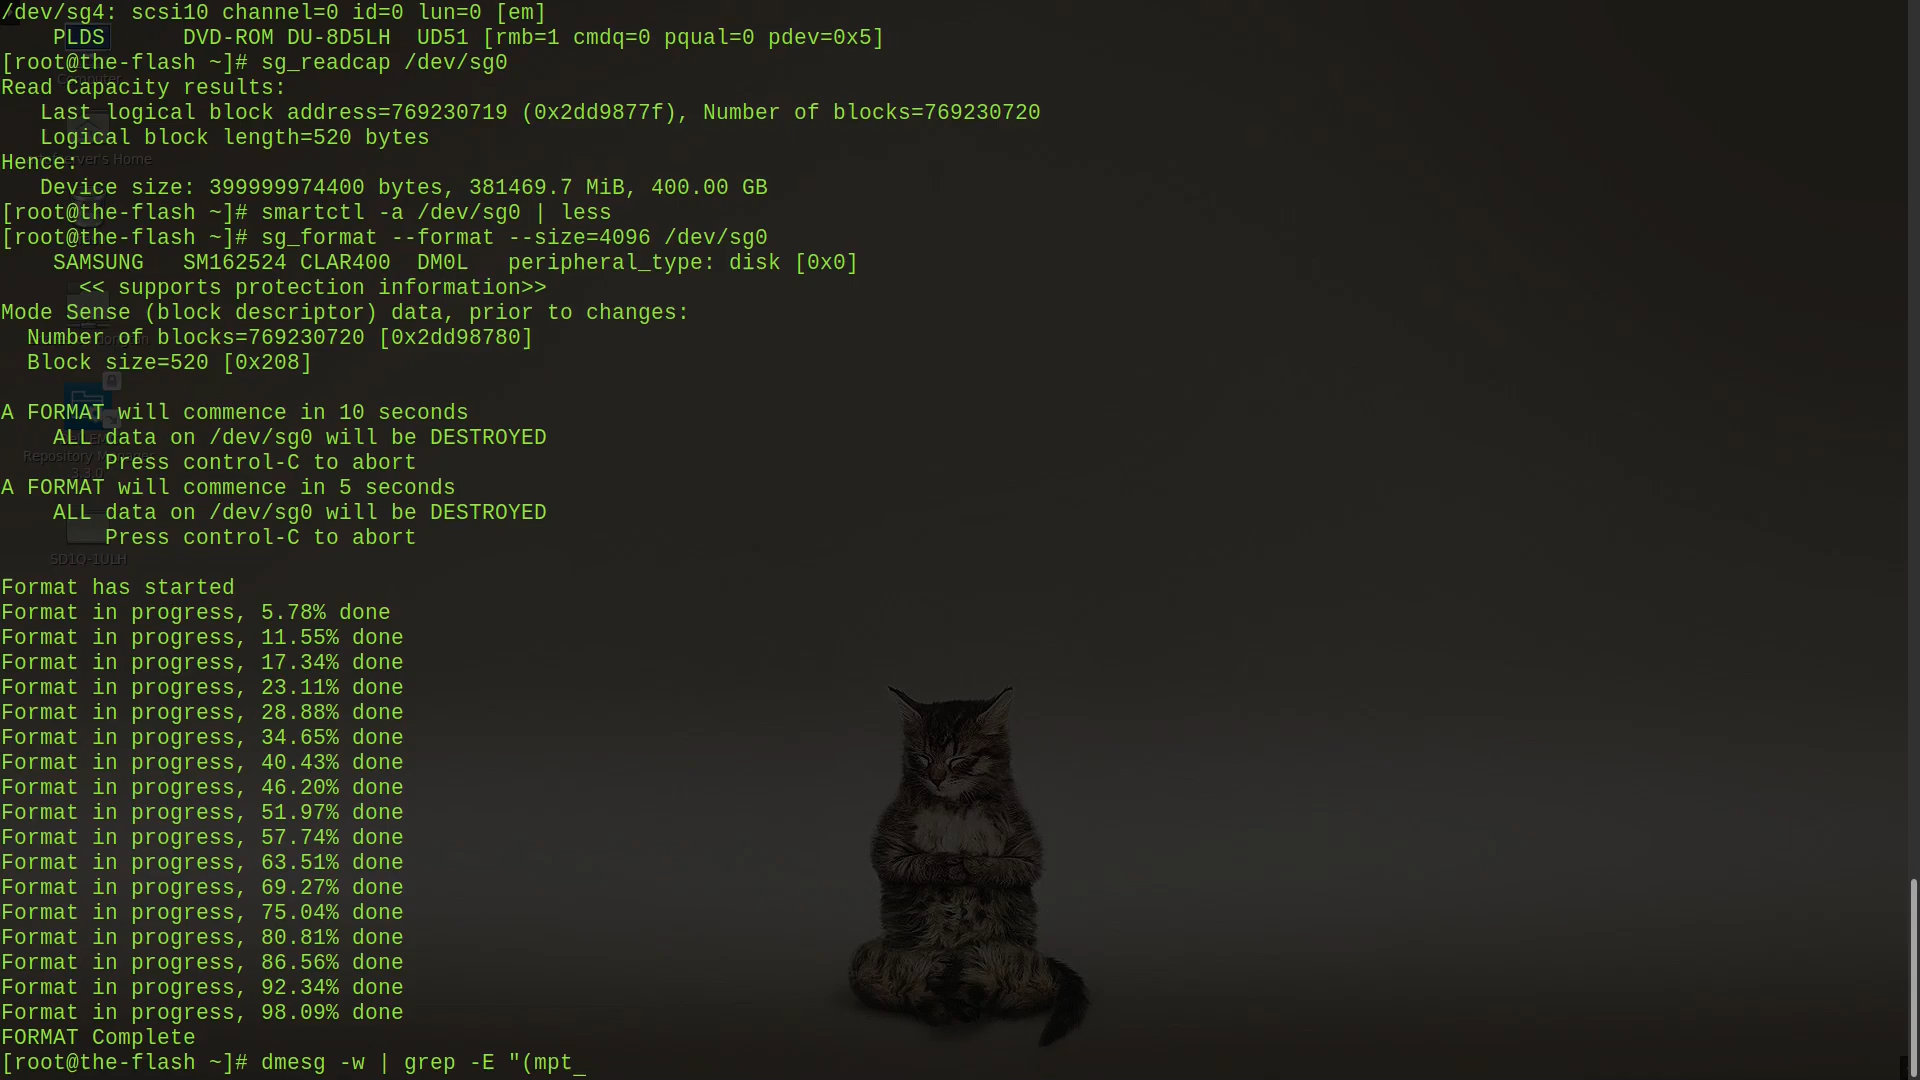 /dev/sg4: scsi10 channel=0 id=0 lun=0 [em]
    PLDS      DVD-ROM DU-8D5LH  UD51 [rmb=1 cmdq=0 pqual=0 pdev=0x5]
[root@the-flash ~]# sg_readcap /dev/sg0
Computer
Read Capacity results:
   Last logical block address=769230719 (0x2dd9877f), Number of blocks=769230720
   Logical block length=520 bytes
Hence:
erver's Home
   Device size: 399999974400 bytes, 381469.7 MiB, 400.00 GB
[root@the-flash ~]# smartctl -a /dev/sg0 | less
[root@the-flash ~]# sg_format --format --size=4096 /dev/sg0
    SAMSUNG   SM162524 CLAR400  DM0L   peripheral_type: disk [0x0]
      << supports protection information>>
Mode Sense (block descriptor) data, prior to changes:
  Number of blocks=769230720 [0x2dd98780]
  Block size=520 [0x208]

A FORMAT will commence in 10 seconds
    ALL data on /dev/sg0 will be DESTROYED
Repository Manager
        Press control-C to abort
3.3.0
A FORMAT will commence in 5 seconds
    ALL data on /dev/sg0 will be DESTROYED
        Press control-C to abort
SD1Q-1ULH

Format has started
Format in progress, 5.78% done
Format in progress, 11.55% done
Format in progress, 17.34% done
Format in progress, 23.11% done
Format in progress, 28.88% done
Format in progress, 34.65% done
Format in progress, 40.43% done
Format in progress, 46.20% done
Format in progress, 51.97% done
Format in progress, 57.74% done
Format in progress, 63.51% done
Format in progress, 69.27% done
Format in progress, 75.04% done
Format in progress, 80.81% done
Format in progress, 86.56% done
Format in progress, 92.34% done
Format in progress, 98.09% done
FORMAT Complete
[root@the-flash ~]# dmesg -w | grep -E "(mpt_